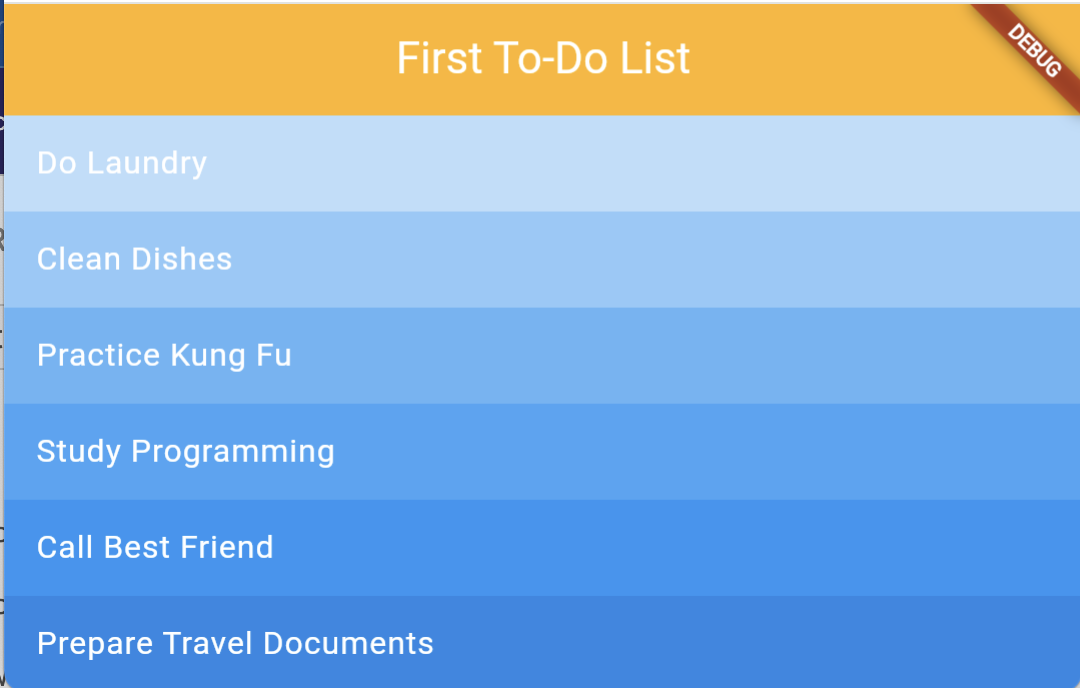 First To-Do List
DEBUG
Do Laundry
Clean Dishes
Practice Kung Fu
Study Programming
Call Best Friend
Prepare Travel Documents